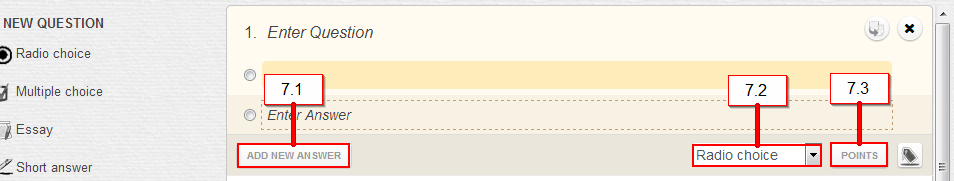 NEW QUESTION
Radio choice
Multiple choice
Essay
Short answer
1. Enter Question
7.1
7.2
7.3
Enter Answer
ADD NEW ANSWER
Radio choice
POINTS